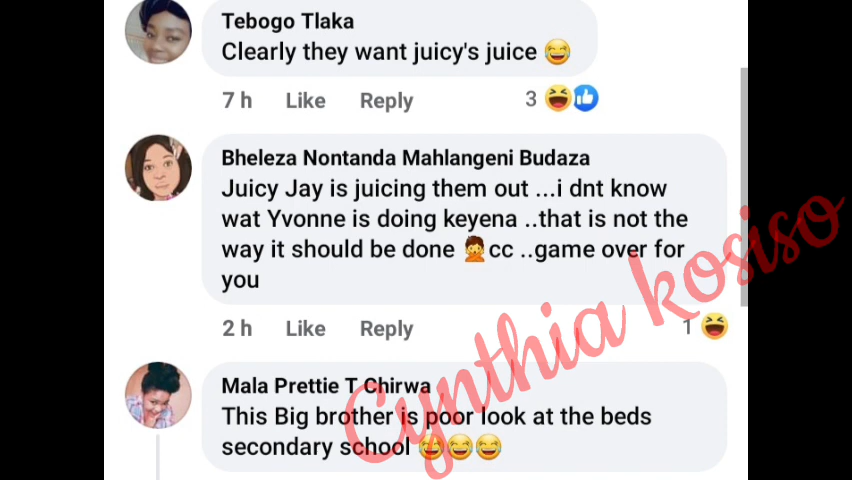 Tebogo Tlaka
Clearly they want juicy's juice 😂
7 h Like Reply 3
Bheleza Nontanda Mahlangeni Budaza
Juicy Jay is juicing them out ...i dnt know
wat Yvonne is doing keyena ..that is not the
way it should be done 🤦cc ..game over for
you
2 h Like Reply 1
Mala Prettie T Chirwa
This Big brother is poor look at the beds
secondary school 😂😂😂
Cynthia kosiso